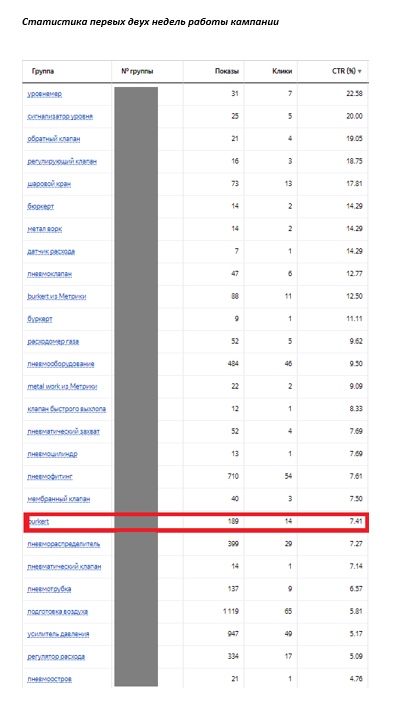 Статистика первых двух недель работы кампании
Группа № группы Показы Клики CTR (%) ▼
уровнемер 31 7 22.58
сигнализатор уровня 25 5 20.00
обратный клапан 21 4 19.05
регулирующий клапан 16 3 18.75
шаровой кран 73 13 17.81
бюркерт 14 2 14.29
метал ворк 14 2 14.29
датчик расхода 7 1 14.29
пневмоклапан 47 6 12.77
burkert из Метрики 88 11 12.50
буркерт 9 1 11.11
расходомер газа 52 5 9.62
пневмооборудование 484 46 9.50
metal work из Метрики 22 2 9.09
клапан быстрого выхлопа 12 1 8.33
пневматический захват 52 4 7.69
пневмоцилиндр 13 1 7.69
пневмофитинг 710 54 7.61
мембранный клапан 40 3 7.50
burkert 189 14 7.41
пневмораспределитель 399 29 7.27
пневматический клапан 14 1 7.14
пневмотрубка 137 9 6.57
подготовка воздуха 1 119 65 5.81
усилитель давления 947 49 5.17
регулятор расхода 334 17 5.09
пневмоостров 21 1 4.76